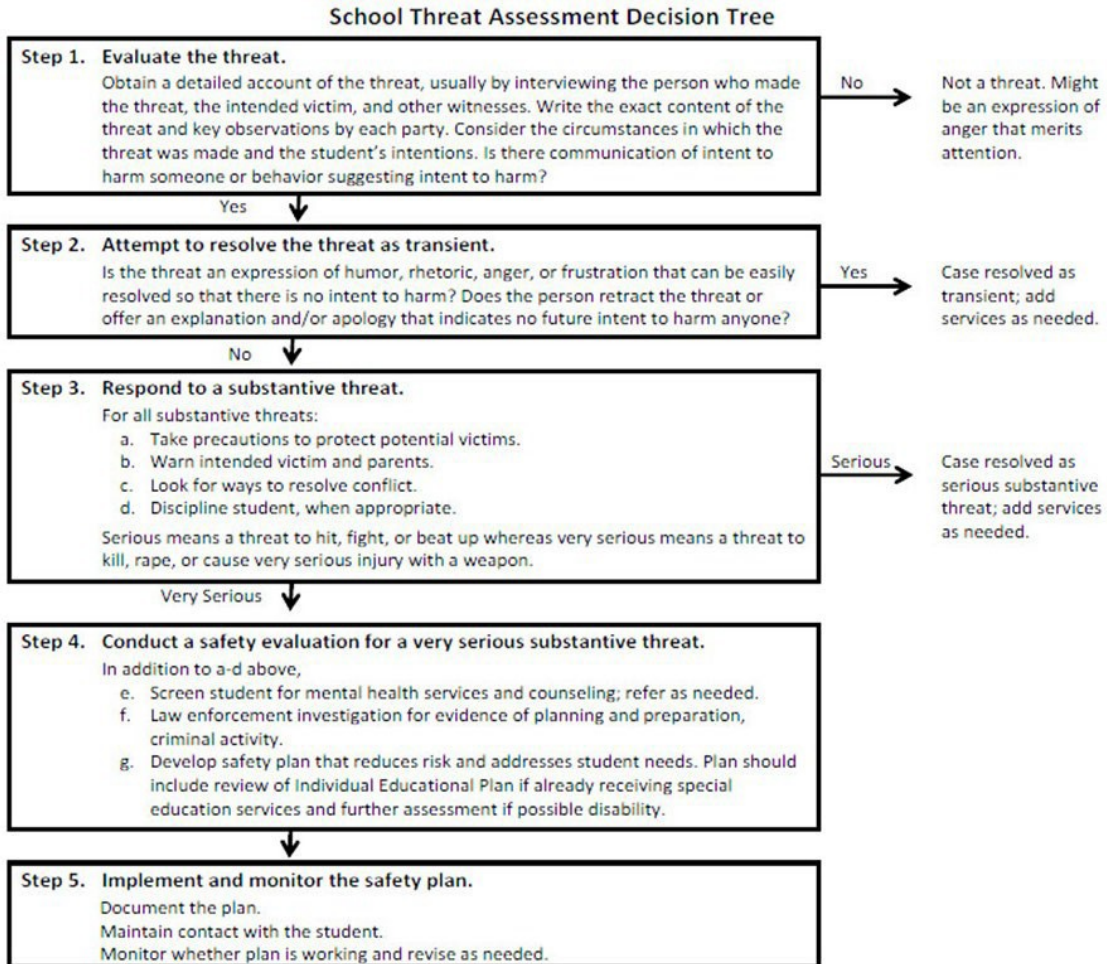 School Threat Assessment Decision Tree
Step 1. Evaluate the threat.
Obtain a detailed account of the threat, usually by interviewing the person who made
the threat, the intended victim, and other witnesses. Write the exact content of the
threat and key observations by each party. Consider the circumstances in which the
threat was made and the student's intentions. Is there communication of intent to
harm someone or behavior suggesting intent to harm?
No
Not a threat. Might
be an expression of
anger that merits
attention.
Yes
Step 2. Attempt to resolve the threat as transient.
Is the threat an expression of humor, rhetoric, anger, or frustration that can be easily
resolved so that there is no intent to harm? Does the person retract the threat or
offer an explanation and/or apology that indicates no future intent to harm anyone?
Yes
Case resolved as
transient; add
services as needed.
No
Step 3. Respond to a substantive threat.
For all substantive threats:
a. Take precautions to protect potential victims.
b. Warn intended victim and parents.
c. Look for ways to resolve conflict.
d. Discipline student, when appropriate.
Serious means a threat to hit, fight, or beat up whereas very serious means a threat to
kill, rape, or cause very serious injury with a weapon.
Serious
Case resolved as
serious substantive
threat; add services
as needed.
Very Serious
Step 4. Conduct a safety evaluation for a very serious substantive threat.
In addition to a-d above,
e. Screen student for mental health services and counseling; refer as needed.
f. Law enforcement investigation for evidence of planning and preparation,
criminal activity.
g. Develop safety plan that reduces risk and addresses student needs. Plan should
include review of Individual Educational Plan if already receiving special
education services and further assessment if possible disability.
Step 5. Implement and monitor the safety plan.
Document the plan.
Maintain contact with the student.
Monitor whether plan is working and revise as needed.